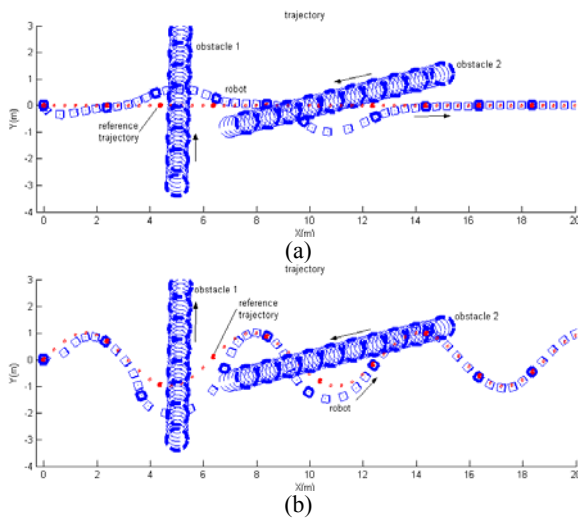 trajectory
3
obstacle 1
obstacle 2
2
robot
1
0
Y(m)
-1
reference
trajectory
-2
-3
-4
0 2 4 6 8 10 12 14 16 18 20
X(m)
(a)
trajectory
3
obstacle 1
2
reference
trajectory
obstacle 2
1
0
Y(m)
-1
robot
-2
-3
-4
0 2 4 6 8 10 12 14 16 18 20
X(m)
(b)